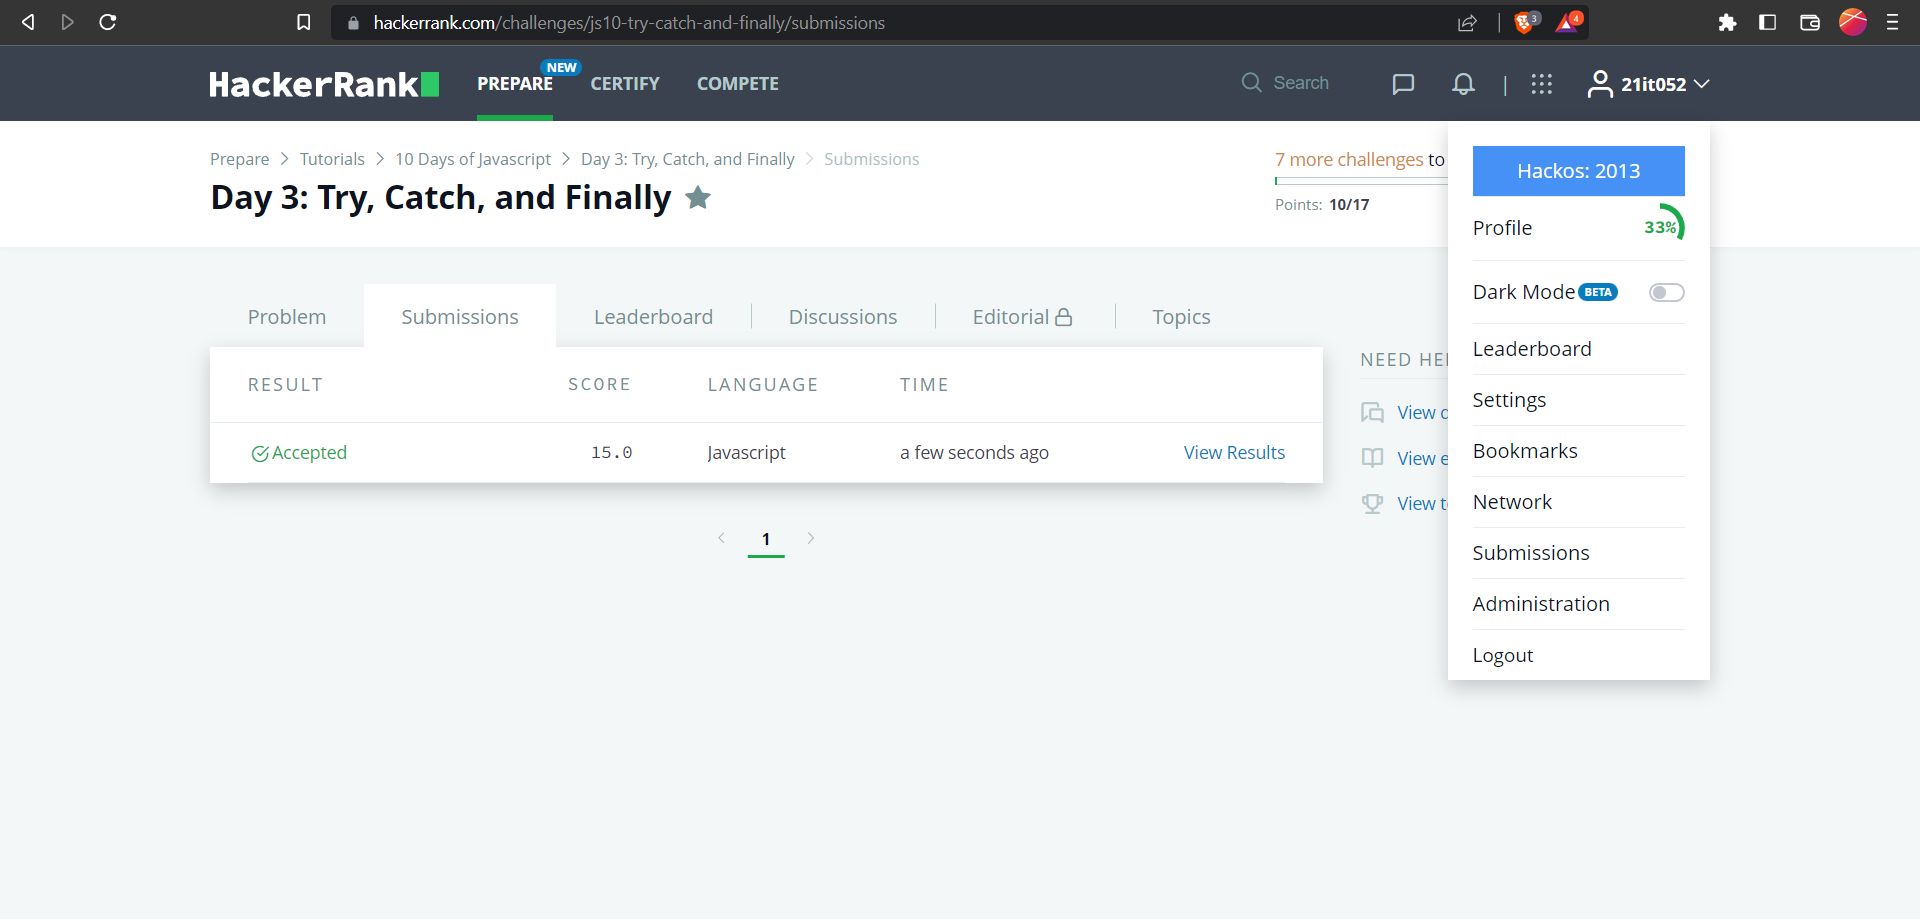 hackerrank.com/challenges/js10-try-catch-and-finally/submissions
3
4
HackerRank
PREPARE
NEW
CERTIFY
COMPETE
Search
21it052
Prepare > Tutorials > 10 Days of Javascript > Day 3: Try, Catch, and Finally > Submissions
Day 3: Try, Catch, and Finally
7 more challenges to
Points: 10/17
Hackos: 2013
Profile 33%
Dark Mode BETA
Leaderboard
Settings
Bookmarks
Network
Submissions
Administration
Logout
Problem Submissions Leaderboard Discussions Editorial Topics
RESULT SCORE LANGUAGE TIME
Accepted 15.0 Javascript a few seconds ago View Results
1
NEED
View
View
View